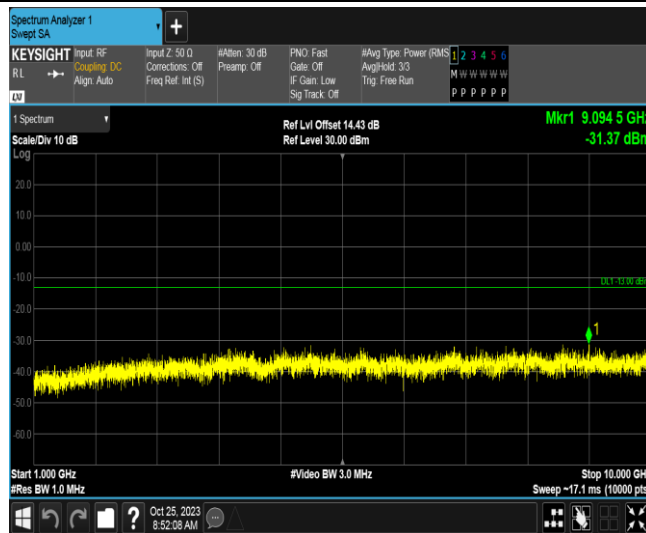 Spectrum Analyzer 1
Swept SA
+
KEYSIGHT
RL
LXI
Input: RF
Coupling: DC
Align: Auto
Input Z: 50 Ω
Corrections: Off
Freq Ref: Int (S)
#Atten: 30 dB
Preamp: Off
PNO: Fast
Gate: Off
IF Gain: Low
Sig Track: Off
#Avg Type: Power (RMS
Avg|Hold: 3/3
Trig: Free Run
1 2 3 4 5 6
M W W W W W
P P P P P P
1 Spectrum
Scale/Div 10 dB
Log
Ref Lvl Offset 14.43 dB
Ref Level 30.00 dBm
Mkr1 9.094 5 GHz
-31.37 dBm
20.0
10.0
0.00
-10.0
DL1 -13.00 dBm
-20.0
-30.0
1
-40.0
-50.0
-60.0
Start 1.000 GHz
#Res BW 1.0 MHz
#Video BW 3.0 MHz
Stop 10.000 GHz
Sweep ~17.1 ms (10000 pts
?
Oct 25, 2023
8:52:08 AM